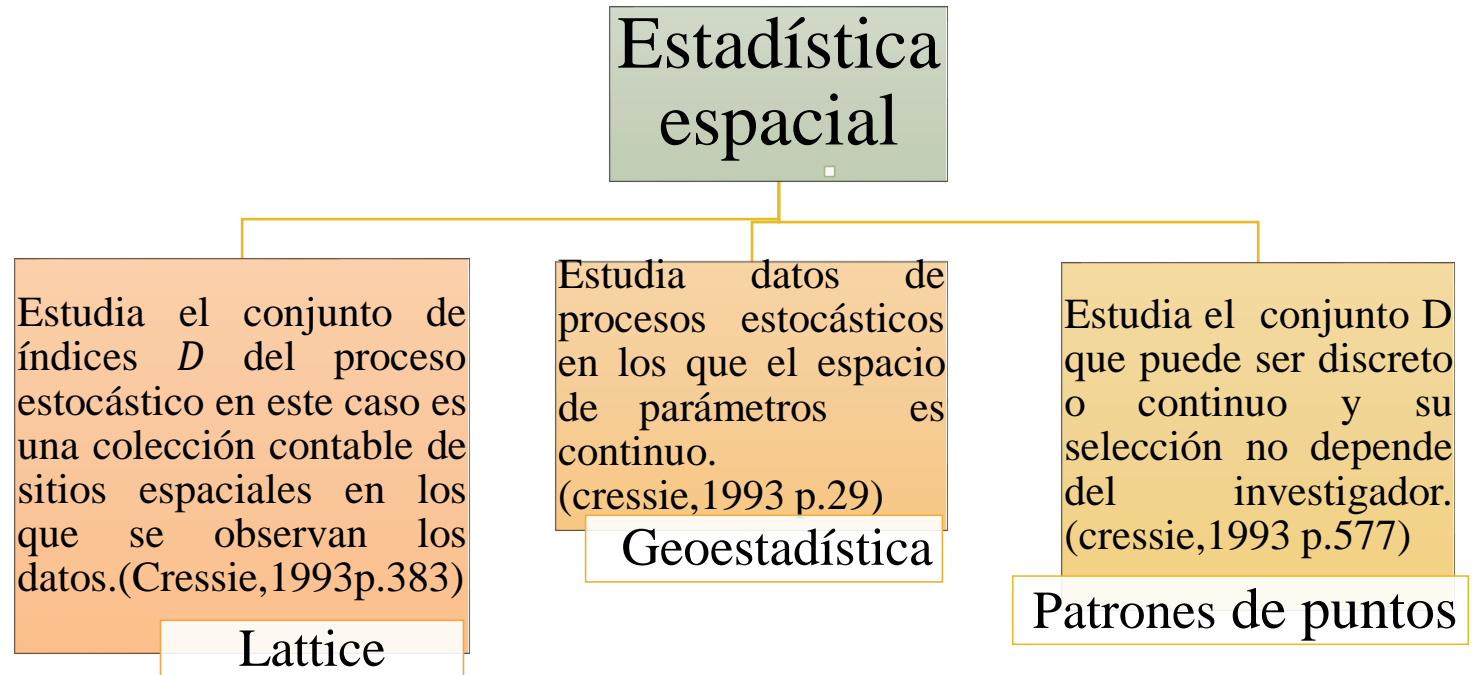 Estadística
espacial
Estudia el conjunto de
índices D del proceso
estocástico en este caso es
una colección contable de
sitios espaciales en los
que se observan los
datos.(Cressie,1993p.383)
Lattice
Estudia datos de
procesos estocásticos
en los que el espacio
de parámetros es
continuo.
(cressie,1993 p.29)
Geoestadística
Estudia el conjunto D
que puede ser discreto
o continuo y su
selección no depende
del investigador.
(cressie,1993 p.577)
Patrones de puntos